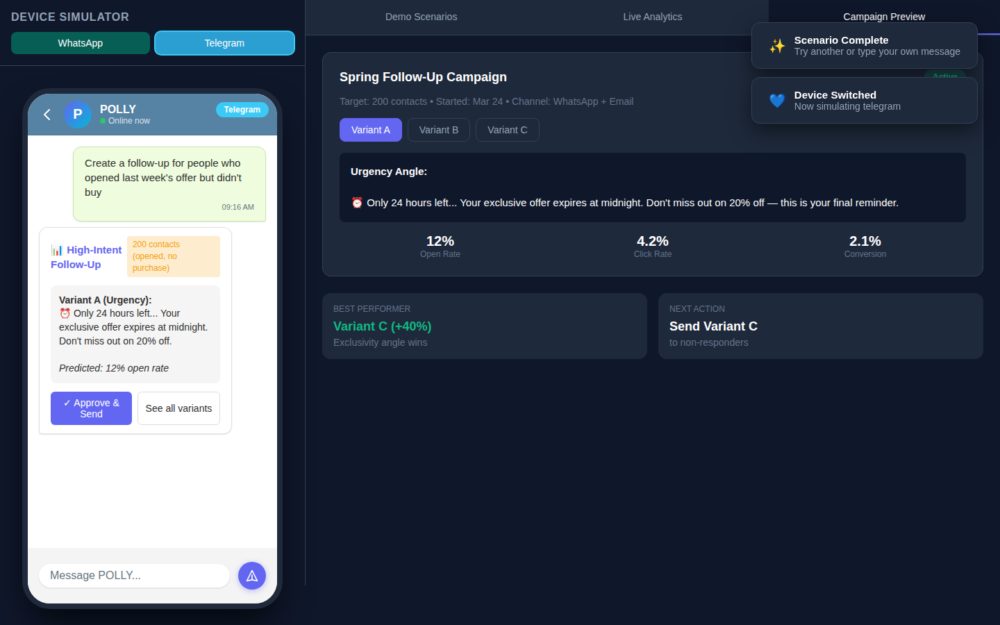 DEVICE SIMULATOR
WhatsApp
Telegram
P
POLLY
Online now
Telegram
Create a follow-up for people who
opened last week's offer but didn't
buy
09:16 AM
📊 High-Intent
Follow-Up
200 contacts
(opened, no
purchase)
Variant A (Urgency):
⏰ Only 24 hours left... Your
exclusive offer expires at midnight.
Don't miss out on 20% off.
Predicted: 12% open rate
✓ Approve &
Send
See all variants
Message POLLY...
Demo Scenarios
Live Analytics
Campaign Preview
✨ Scenario Complete
Try another or type your own message
💙 Device Switched
Now simulating telegram
Spring Follow-Up Campaign
Active
Target: 200 contacts • Started: Mar 24 • Channel: WhatsApp + Email
Variant A
Variant B
Variant C
Urgency Angle:
⏰ Only 24 hours left... Your exclusive offer expires at midnight. Don't miss out on 20% off — this is your final reminder.
12%
Open Rate
4.2%
Click Rate
2.1%
Conversion
BEST PERFORMER
Variant C (+40%)
Exclusivity angle wins
NEXT ACTION
Send Variant C
to non-responders